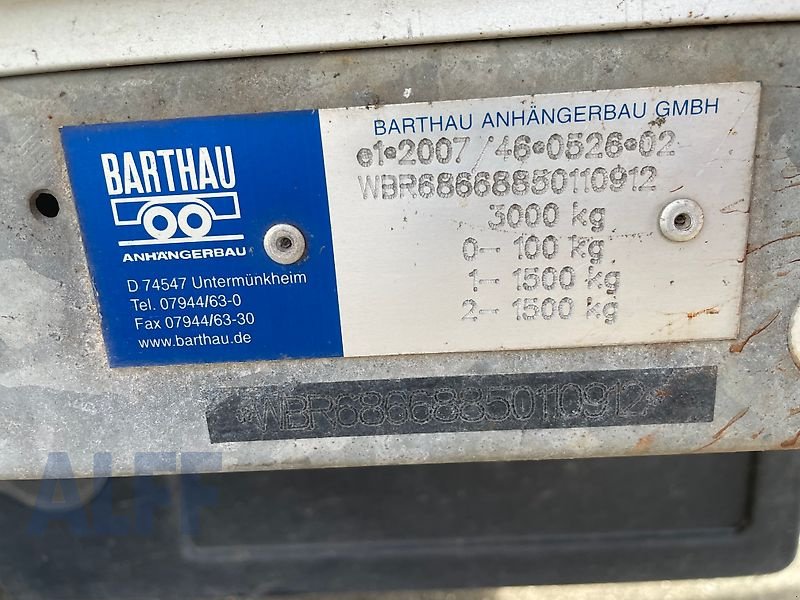 BARTHAU
ANHÄNGERBAU
D 74547 Untermünkheim
Tel. 07944/63-0
Fax 07944/63-30
www.barthau.de
BARTHAU ANHÄNGERBAU GMBH
e1*2007/46*0526*02
WBR68668850110912
3000 kg
0- 100 kg
1- 1500 kg
2- 1500 kg
*WBR68668850110912*
ALFF